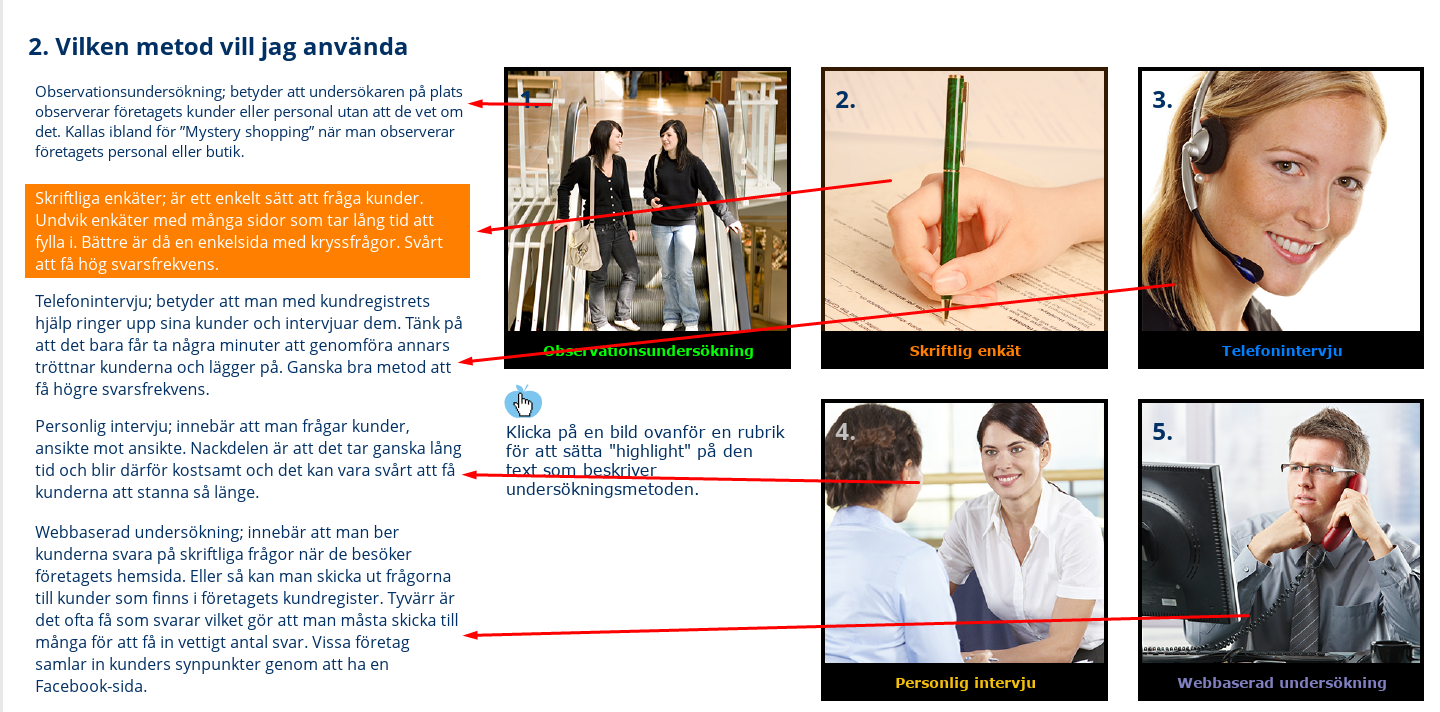 2. Vilken metod vill jag använda
Observationsundersökning; betyder att undersökaren på plats
observerar företagets kunder eller personal utan att de vet om
det. Kallas ibland för ”Mystery shopping” när man observerar
företagets personal eller butik.
Skriftliga enkäter; är ett enkelt sätt att fråga kunder.
Undvik enkäter med många sidor som tar lång tid att
fylla i. Bättre är då en enkelsida med kryssfrågor. Svårt
att få hög svarsfrekvens.
Telefonintervju; betyder att man med kundregistrets
hjälp ringer upp sina kunder och intervjuar dem. Tänk på
att det bara får ta några minuter att genomföra annars
tröttnar kunderna och lägger på. Ganska bra metod att
få högre svarsfrekvens.
Personlig intervju; innebär att man frågar kunder,
ansikte mot ansikte. Nackdelen är att det tar ganska lång
tid och blir därför kostsamt och det kan vara svårt att få
kunderna att stanna så länge.
Webbaserad undersökning; innebär att man ber
kunderna svara på skriftliga frågor när de besöker
företagets hemsida. Eller så kan man skicka ut frågorna
till kunder som finns i företagets kundregister. Tyvärr är
det ofta få som svarar vilket gör att man måsta skicka till
många för att få in vettigt antal svar. Vissa företag
samlar in kunders synpunkter genom att ha en
Facebook-sida.
1.
Observationsundersökning
2.
Skriftlig enkät
3.
Telefonintervju
Klicka på en bild ovanför en rubrik
för att sätta "highlight" på den
text som beskriver
undersökningsmetoden.
4.
Personlig intervju
5.
Webbaserad undersökning